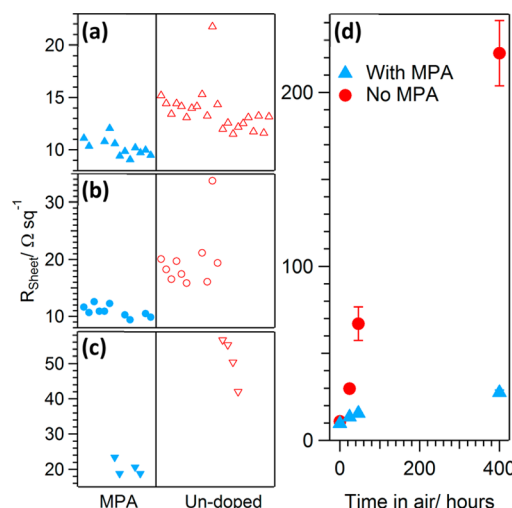 (a)
20
15
10
(b)
30
20
10
(c)
50
40
30
20
R_Sheet/ Ω sq⁻¹
MPA Un-doped
(d)
With MPA
No MPA
200
100
0
0 200 400
Time in air/ hours